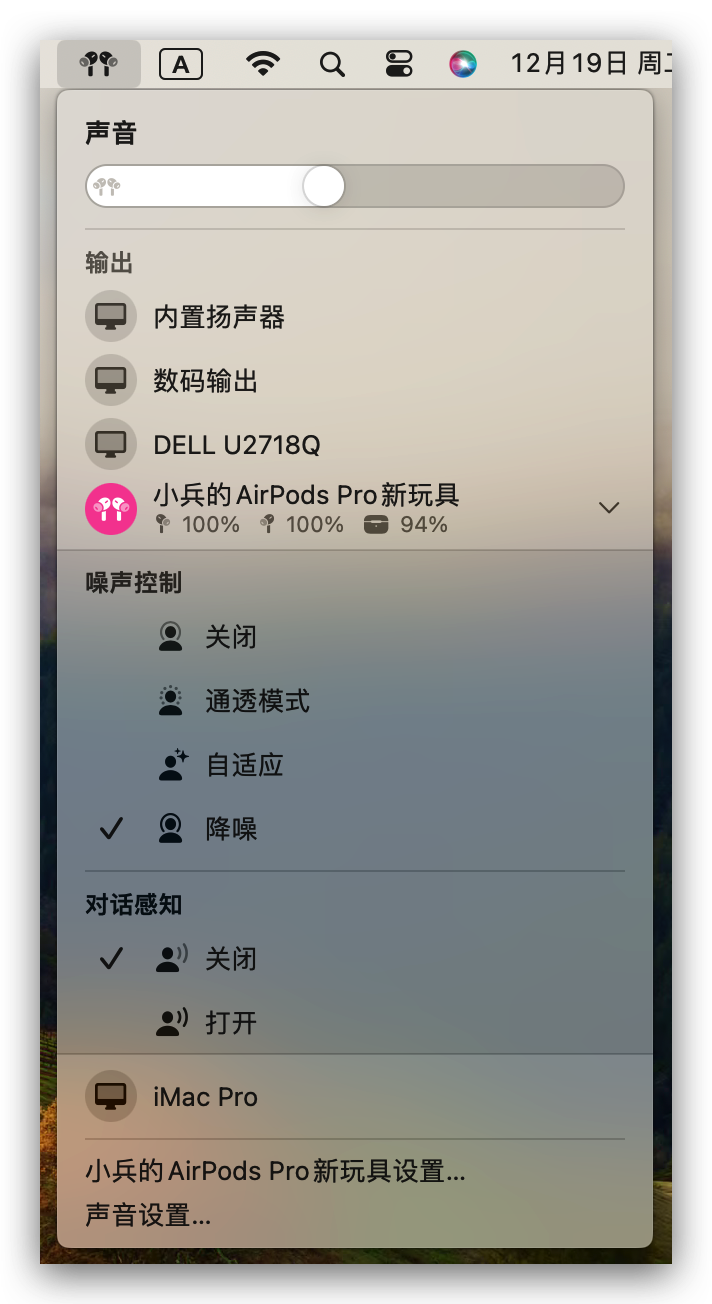 A 12月19日 周
声音
输出
内置扬声器
数码输出
DELL U2718Q
小兵的AirPods Pro新玩具
100% 100% 94%
噪声控制
关闭
通透模式
自适应
降噪
对话感知
关闭
打开
iMac Pro
小兵的AirPods Pro新玩具设置...
声音设置...